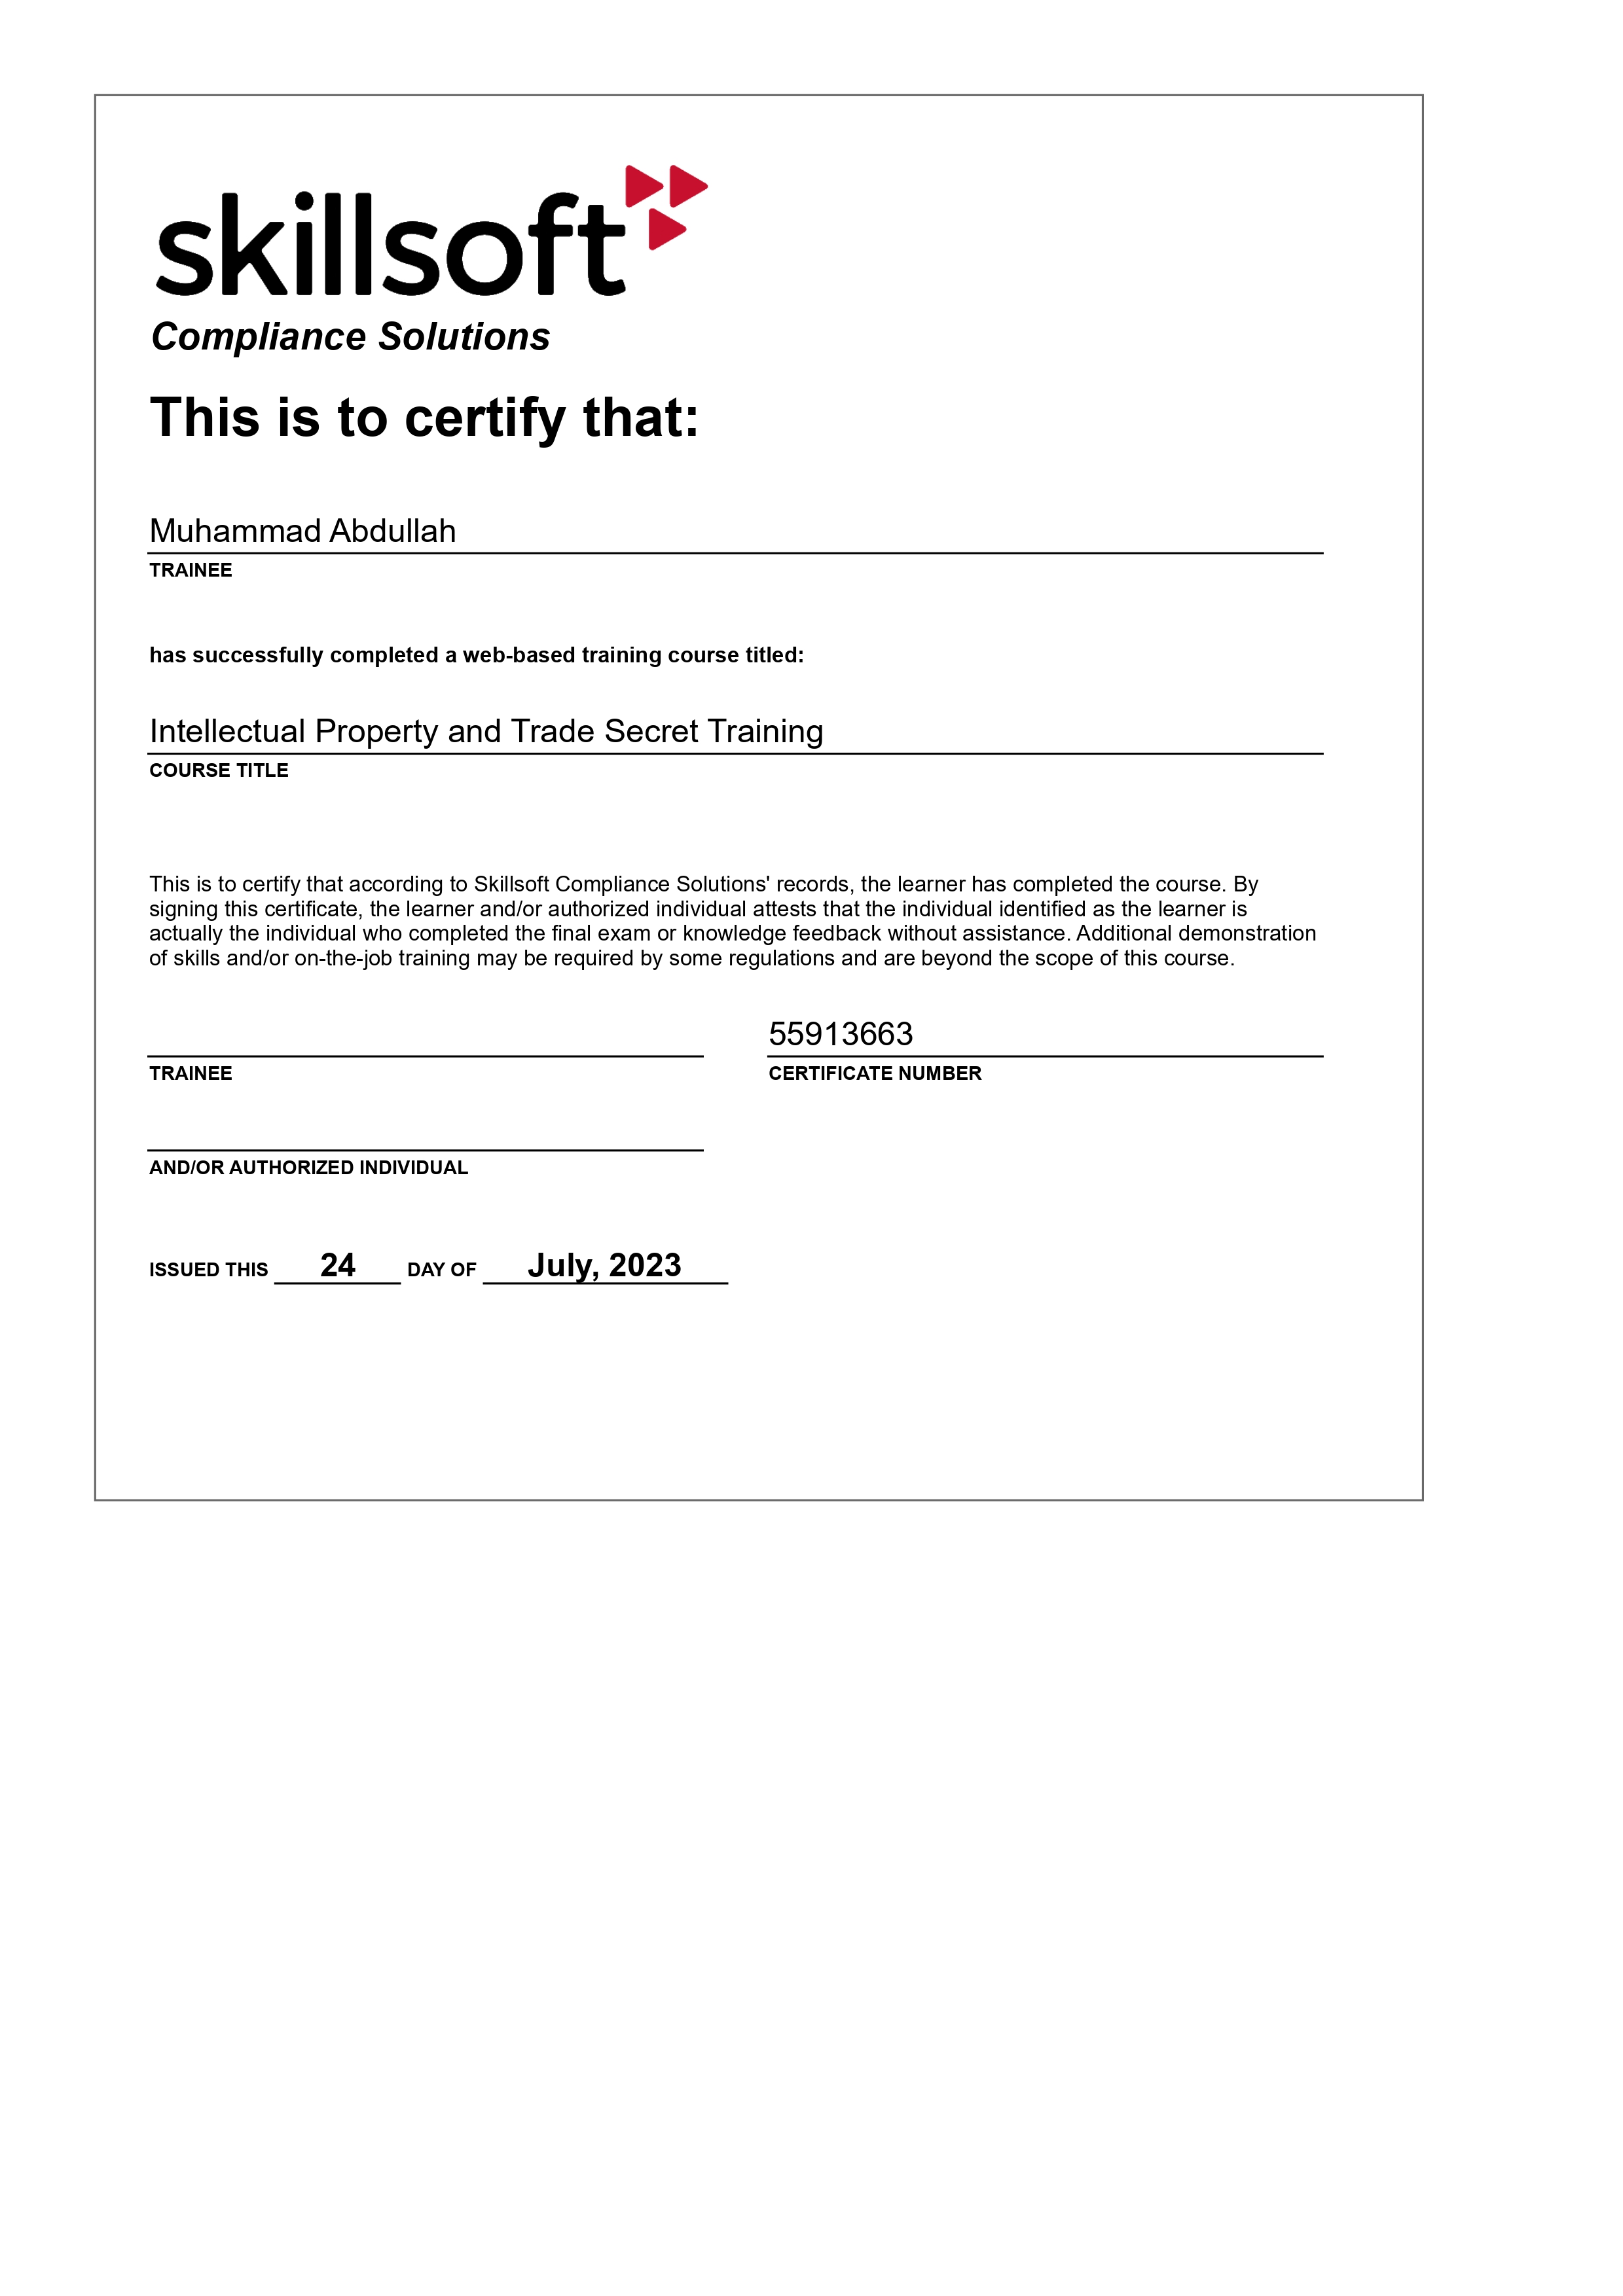 skillsoft
Compliance Solutions
This is to certify that:
Muhammad Abdullah
TRAINEE
has successfully completed a web-based training course titled:
Intellectual Property and Trade Secret Training
COURSE TITLE
This is to certify that according to Skillsoft Compliance Solutions' records, the learner has completed the course. By
signing this certificate, the learner and/or authorized individual attests that the individual identified as the learner is
actually the individual who completed the final exam or knowledge feedback without assistance. Additional demonstration
of skills and/or on-the-job training may be required by some regulations and are beyond the scope of this course.
55913663
TRAINEE CERTIFICATE NUMBER
AND/OR AUTHORIZED INDIVIDUAL
ISSUED THIS 24 DAY OF July, 2023